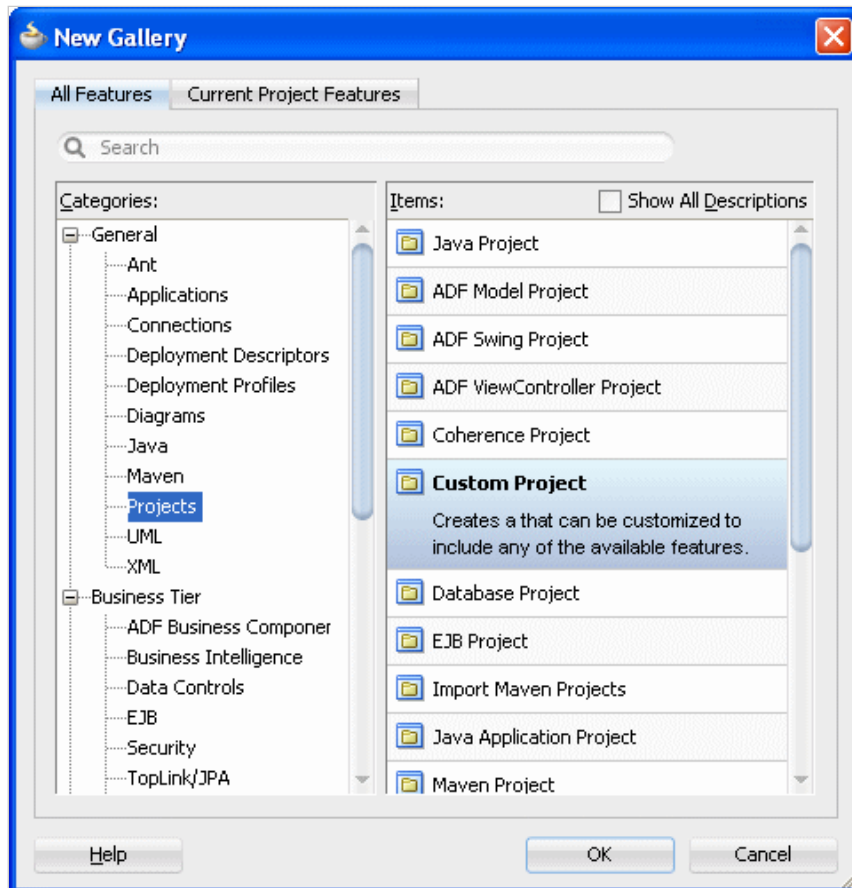 New Gallery
All Features
Current Project Features
Search
Categories:
General
Ant
Applications
Connections
Deployment Descriptors
Deployment Profiles
Diagrams
Java
Maven
Projects
UML
XML
Business Tier
ADF Business Componer
Business Intelligence
Data Controls
EJB
Security
TopLink/JPA
Items:
Show All Descriptions
Java Project
ADF Model Project
ADF Swing Project
ADF ViewController Project
Coherence Project
Custom Project
Creates a that can be customized to
include any of the available features.
Database Project
EJB Project
Import Maven Projects
Java Application Project
Maven Project
Help
OK
Cancel